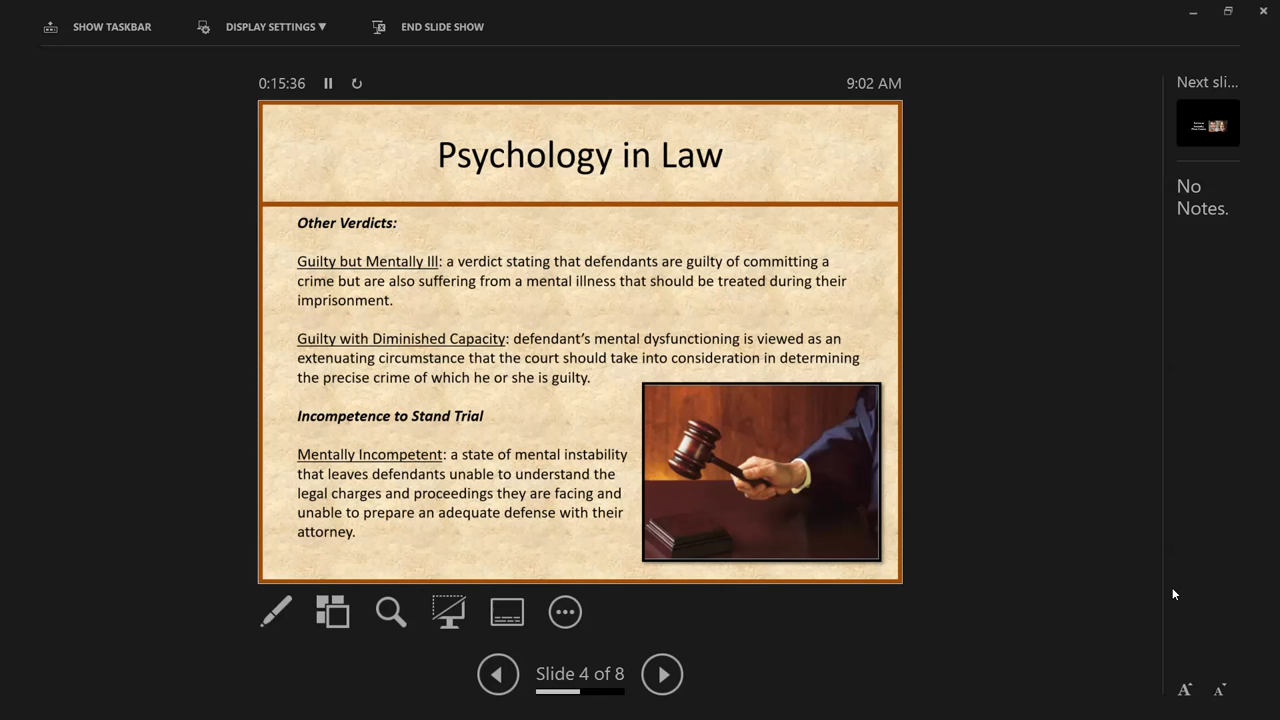 SHOW TASKBAR
DISPLAY SETTINGS ▼
END SLIDE SHOW
0:15:36
9:02 AM
Next sli...
Psychology in Law
Other Verdicts:
Guilty but Mentally Ill: a verdict stating that defendants are guilty of committing a
crime but are also suffering from a mental illness that should be treated during their
imprisonment.
Guilty with Diminished Capacity: defendant’s mental dysfunctioning is viewed as an
extenuating circumstance that the court should take into consideration in determining
the precise crime of which he or she is guilty.
Incompetence to Stand Trial
Mentally Incompetent: a state of mental instability
that leaves defendants unable to understand the
legal charges and proceedings they are facing and
unable to prepare an adequate defense with their
attorney.
No
Notes.
Slide 4 of 8
A
A